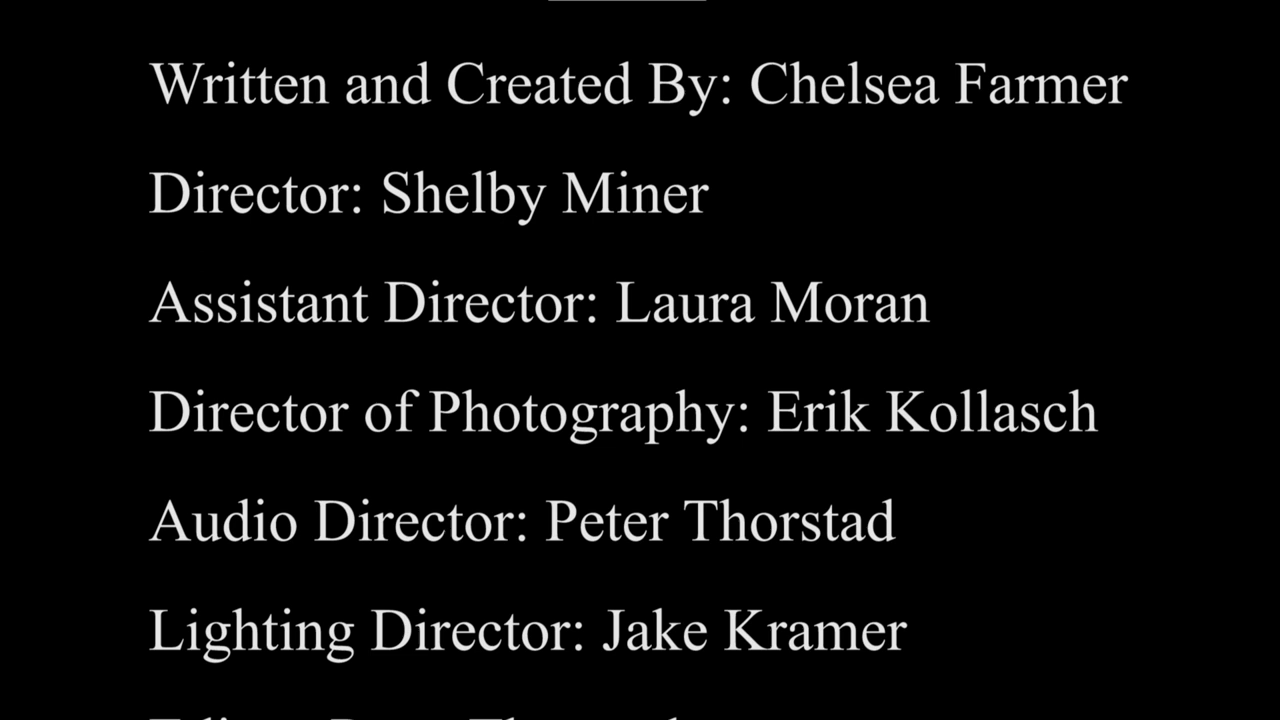 Written and Created By: Chelsea Farmer
Director: Shelby Miner
Assistant Director: Laura Moran
Director of Photography: Erik Kollasch
Audio Director: Peter Thorstad
Lighting Director: Jake Kramer